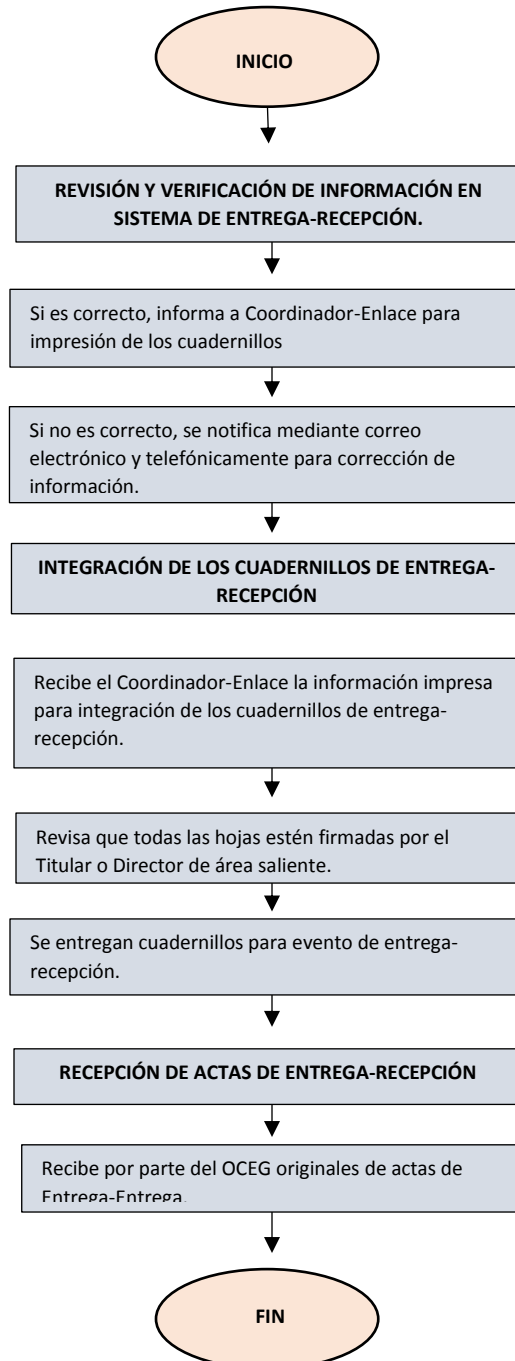 INICIO
REVISIÓN Y VERIFICACIÓN DE INFORMACIÓN EN
SISTEMA DE ENTREGA-RECEPCIÓN.
Si es correcto, informa a Coordinador-Enlace para
impresión de los cuadernillos
Si no es correcto, se notifica mediante correo
electrónico y telefónicamente para corrección de
información.
INTEGRACIÓN DE LOS CUADERNILLOS DE ENTREGA-
RECEPCIÓN
Recibe el Coordinador-Enlace la información impresa
para integración de los cuadernillos de entrega-
recepción.
Revisa que todas las hojas estén firmadas por el
Titular o Director de área saliente.
Se entregan cuadernillos para evento de entrega-
recepción.
RECEPCIÓN DE ACTAS DE ENTREGA-RECEPCIÓN
Recibe por parte del OCEG originales de actas de
Entrega-Entrega.
FIN